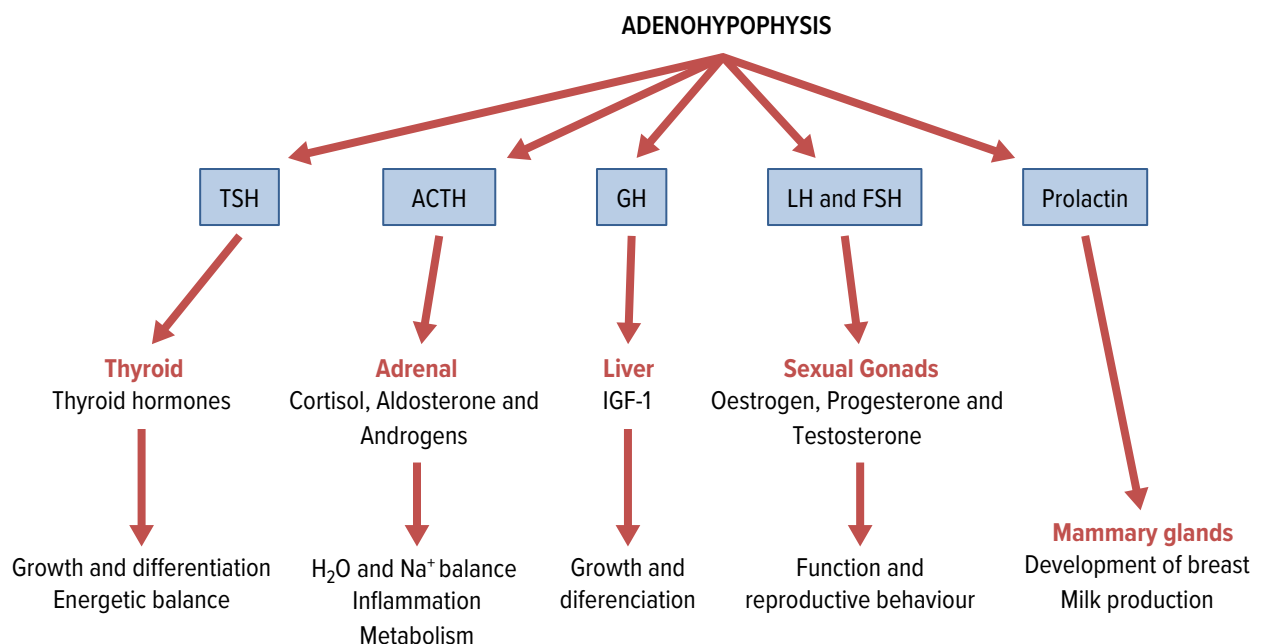 ADENOHYPOPHYSIS
TSH
ACTH
GH
LH and FSH
Prolactin
Thyroid
Thyroid hormones
Adrenal
Cortisol, Aldosterone and
Androgens
Liver
IGF-1
Sexual Gonads
Oestrogen, Progesterone and
Testosterone
Growth and differentiation
Energetic balance
H₂O and Na⁺ balance
Inflammation
Metabolism
Growth and
diferenciation
Function and
reproductive behaviour
Mammary glands
Development of breast
Milk production